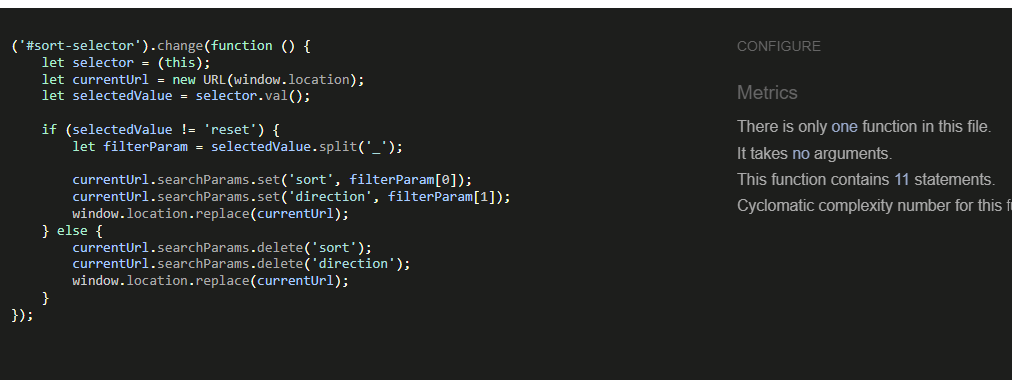 ('#sort-selector').change(function () {
    let selector = (this);
    let currentUrl = new URL(window.location);
    let selectedValue = selector.val();

    if (selectedValue != 'reset') {
        let filterParam = selectedValue.split('_');

        currentUrl.searchParams.set('sort', filterParam[0]);
        currentUrl.searchParams.set('direction', filterParam[1]);
        window.location.replace(currentUrl);
    } else {
        currentUrl.searchParams.delete('sort');
        currentUrl.searchParams.delete('direction');
        window.location.replace(currentUrl);
    }
});
CONFIGURE
Metrics
There is only one function in this file.
It takes no arguments.
This function contains 11 statements.
Cyclomatic complexity number for this